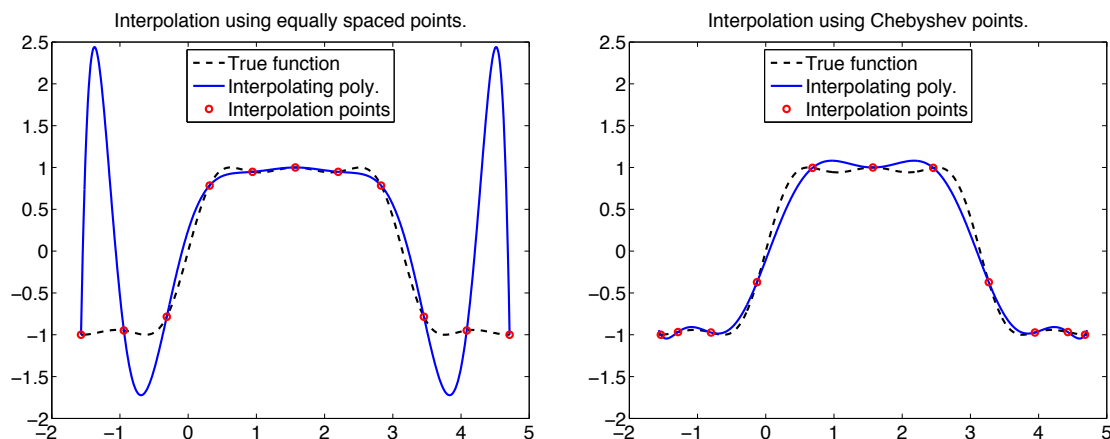 Interpolation using equally spaced points.
2.5
2
1.5
1
0.5
0
−0.5
−1
−1.5
−2
−2 −1 0 1 2 3 4 5
True function
Interpolating poly.
Interpolation points
Interpolation using Chebyshev points.
2.5
2
1.5
1
0.5
0
−0.5
−1
−1.5
−2
−2 −1 0 1 2 3 4 5
True function
Interpolating poly.
Interpolation points